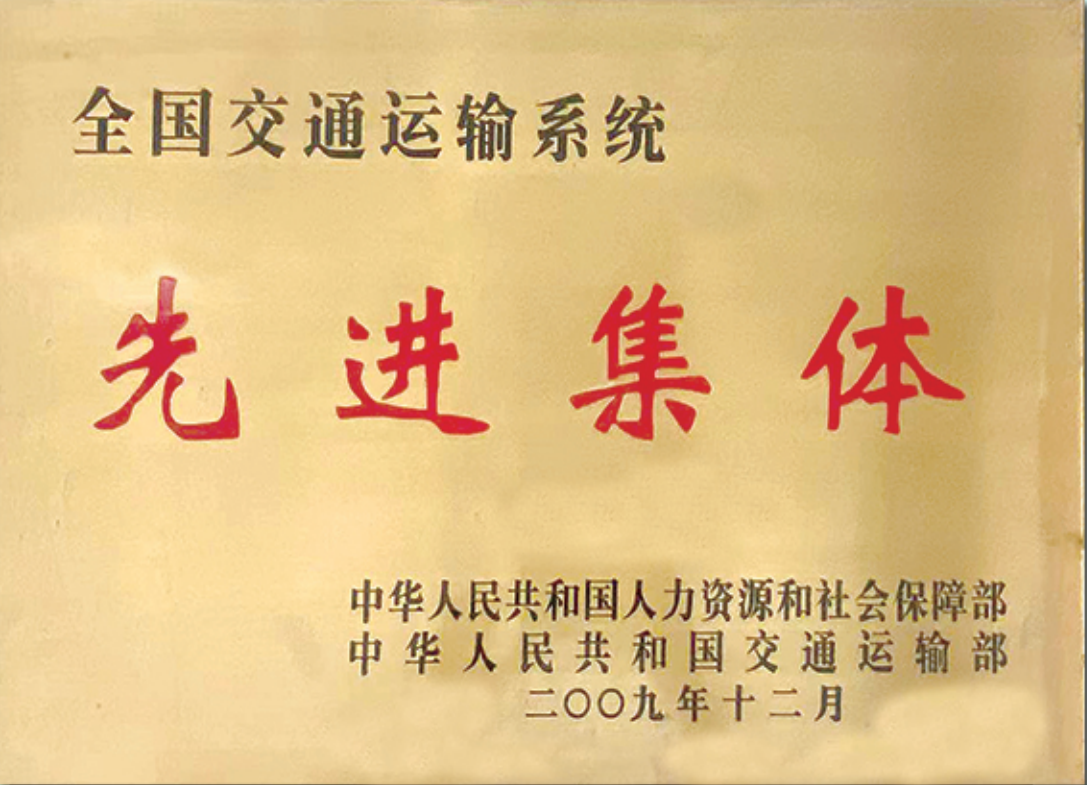 全国交通运输系统
先进集体
中华人民共和国人力资源和社会保障部
中华人民共和国交通运输部
二〇〇九年十二月